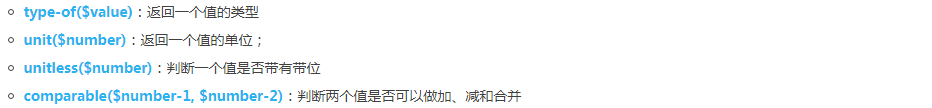 type-of($value)：返回一个值的类型
unit($number)：返回一个值的单位；
unitless($number)：判断一个值是否带有带位
comparable($number-1, $number-2)：判断两个值是否可以做加、减和合并